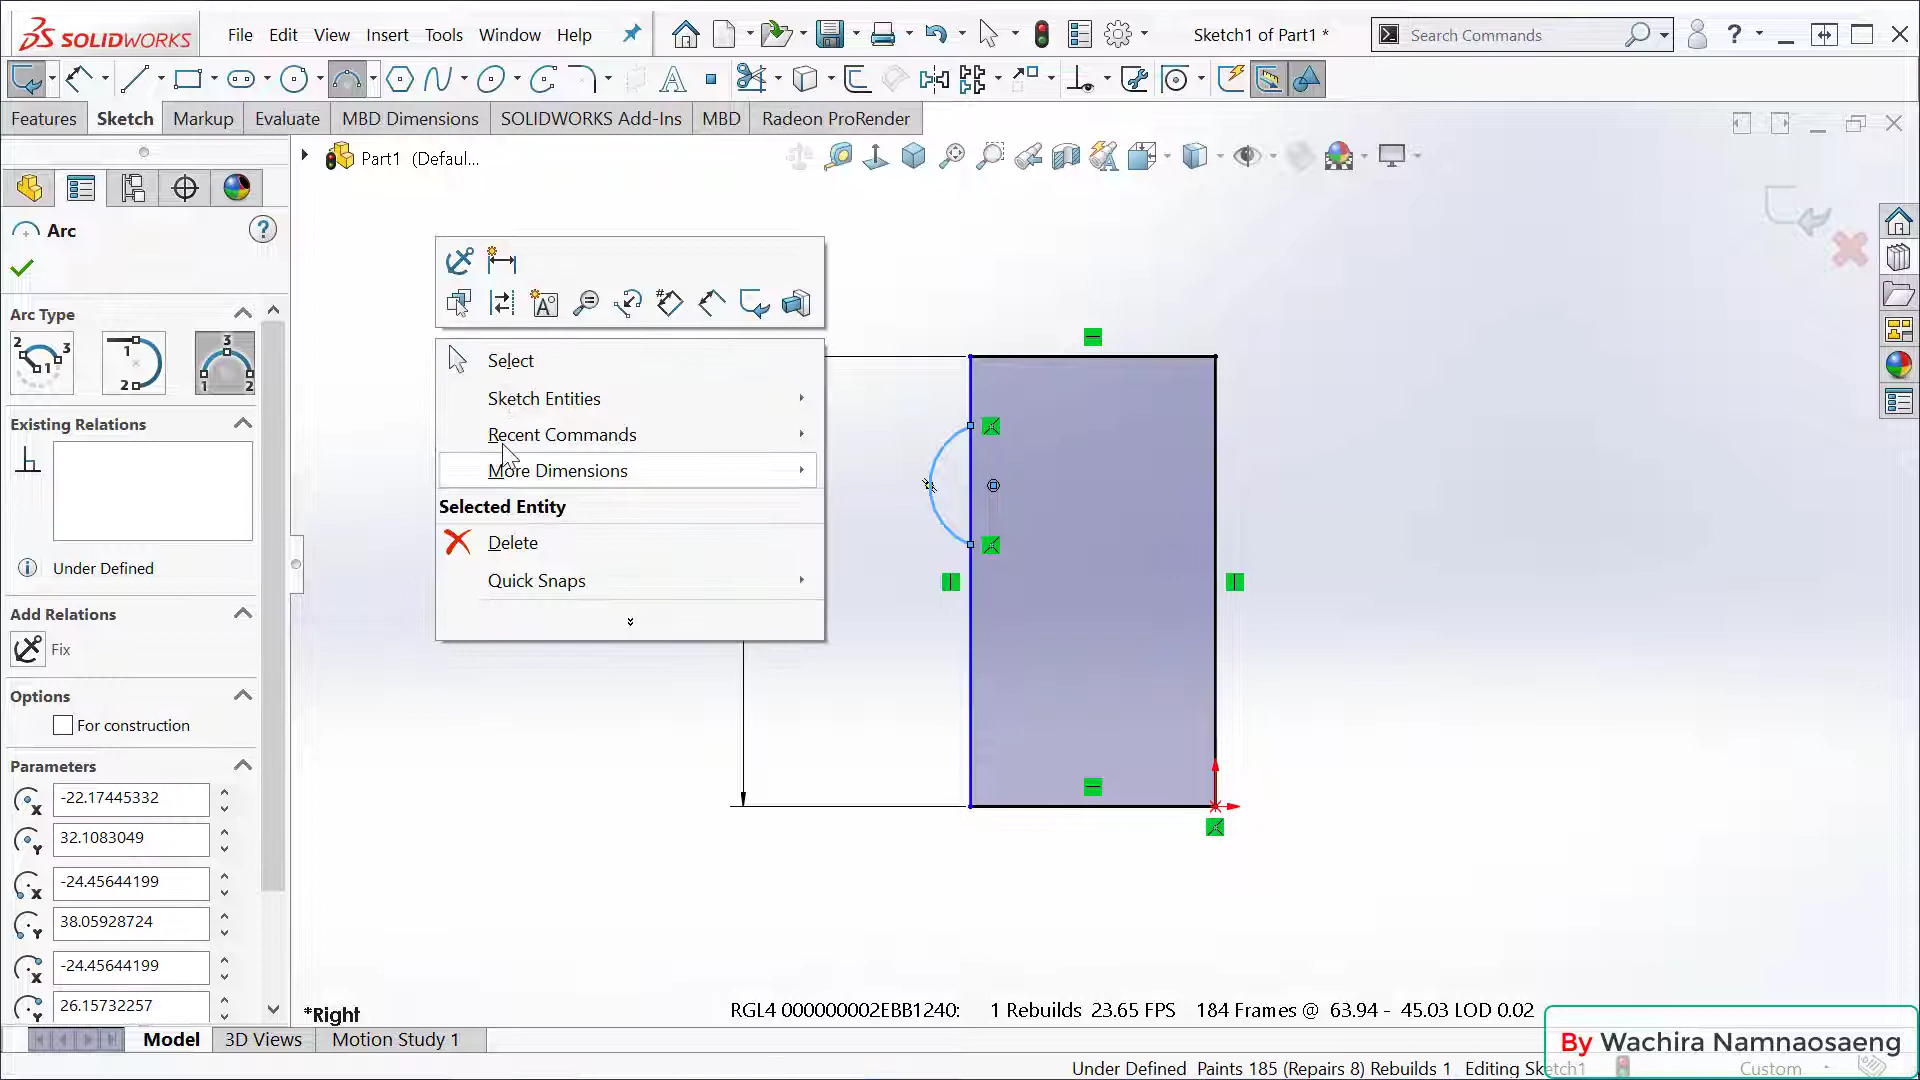 SOLIDWORKS File Edit View Insert Tools Window Help Sketch1 of Part1 * Search Commands
Features Sketch Markup Evaluate MBD Dimensions SOLIDWORKS Add-Ins MBD Radeon ProRender
Part1 (Defaul...
Arc
Arc Type
Existing Relations
Under Defined
Add Relations
Fix
Options
For construction
Parameters
-22.17445332
32.1083049
-24.45644199
38.05928724
-24.45644199
26.15732257
Select
Sketch Entities
Recent Commands
More Dimensions
Selected Entity
Delete
Quick Snaps
*Right
RGL4 000000002EBB1240: 1 Rebuilds 23.65 FPS 184 Frames @ 63.94 - 45.03 LOD 0.02
Model 3D Views Motion Study 1
By Wachira Namnaosaeng
Under Defined Paints 185 (Repairs 8) Rebuilds 1 Editing Sketch1 Custom